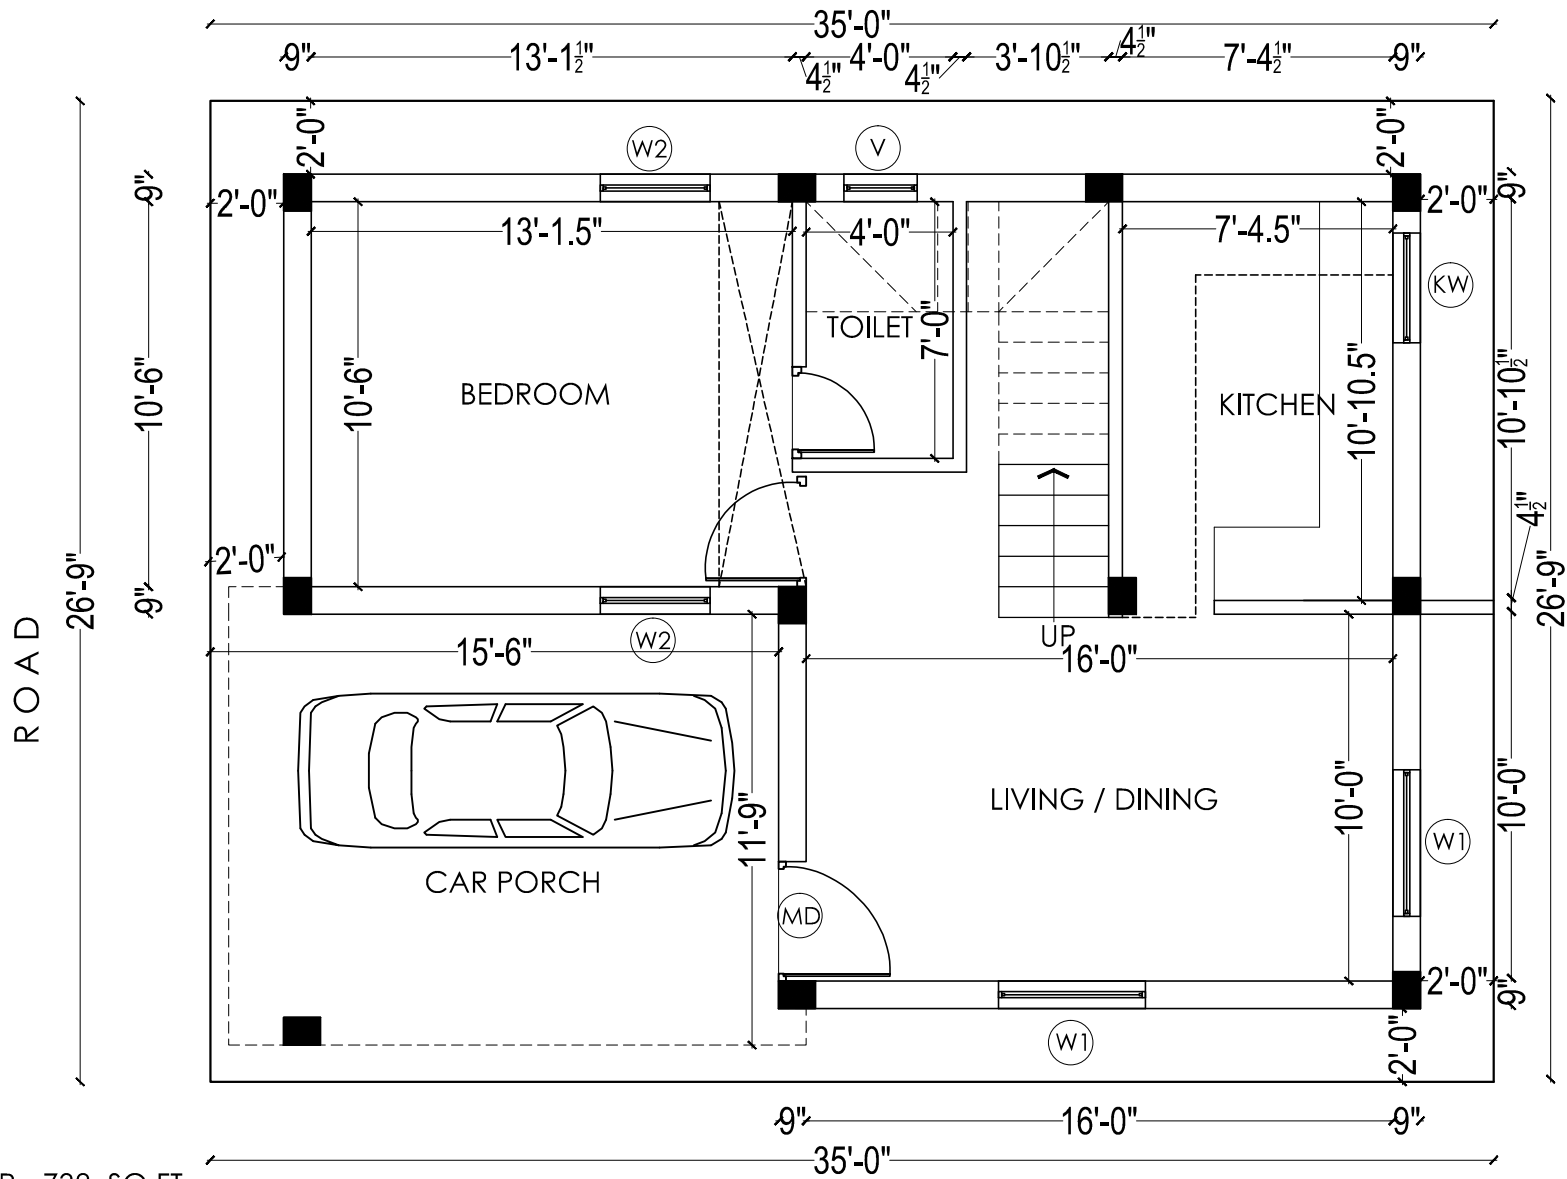 35'-0"
9" 13'-1½" 4½" 4'-0" 4½" 3'-10½" 4½" 7'-4½" 9"
2'-0" W2 V 2'-0"
9" 9"
2'-0" 2'-0"
13'-1.5" 4'-0" 7'-4.5"
KW
TOILET 7'-0"
10'-6" 10'-6" BEDROOM KITCHEN 10'-10.5" 10'-10½"
4½"
2'-0"
26'-9" 9" 26'-9"
ROAD
15'-6" W2 UP 16'-0"
LIVING / DINING 10'-0" 10'-0"
11'-9" W1
CAR PORCH
MD
2'-0" 9"
W1 2'-0"
9" 16'-0" 9"
35'-0"